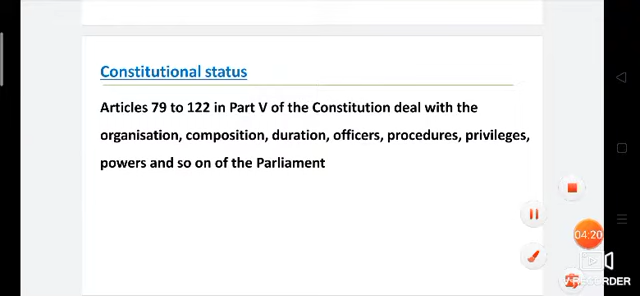 Constitutional status
Articles 79 to 122 in Part V of the Constitution deal with the
organisation, composition, duration, officers, procedures, privileges,
powers and so on of the Parliament
04:20
RECORDER